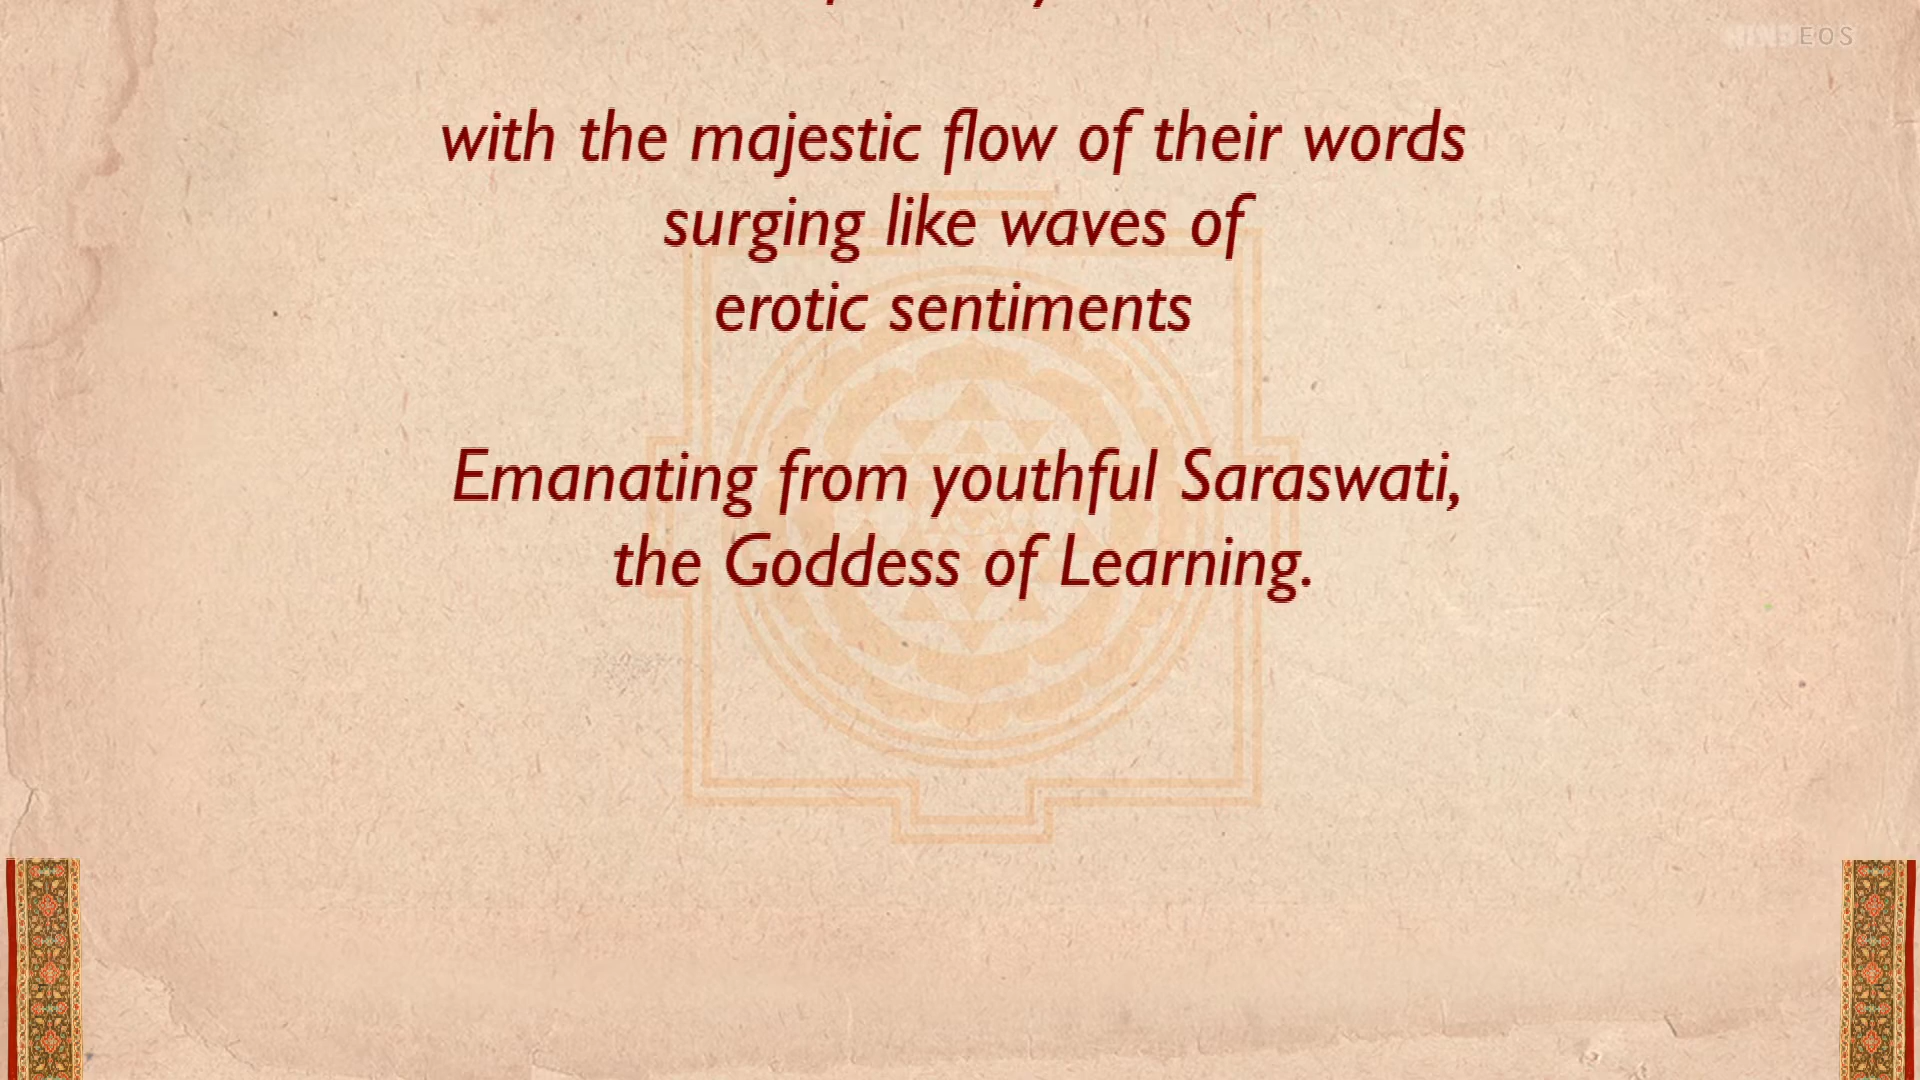 EOS
with the majestic flow of their words
surging like waves of
erotic sentiments
Emanating from youthful Saraswati,
the Goddess of Learning.